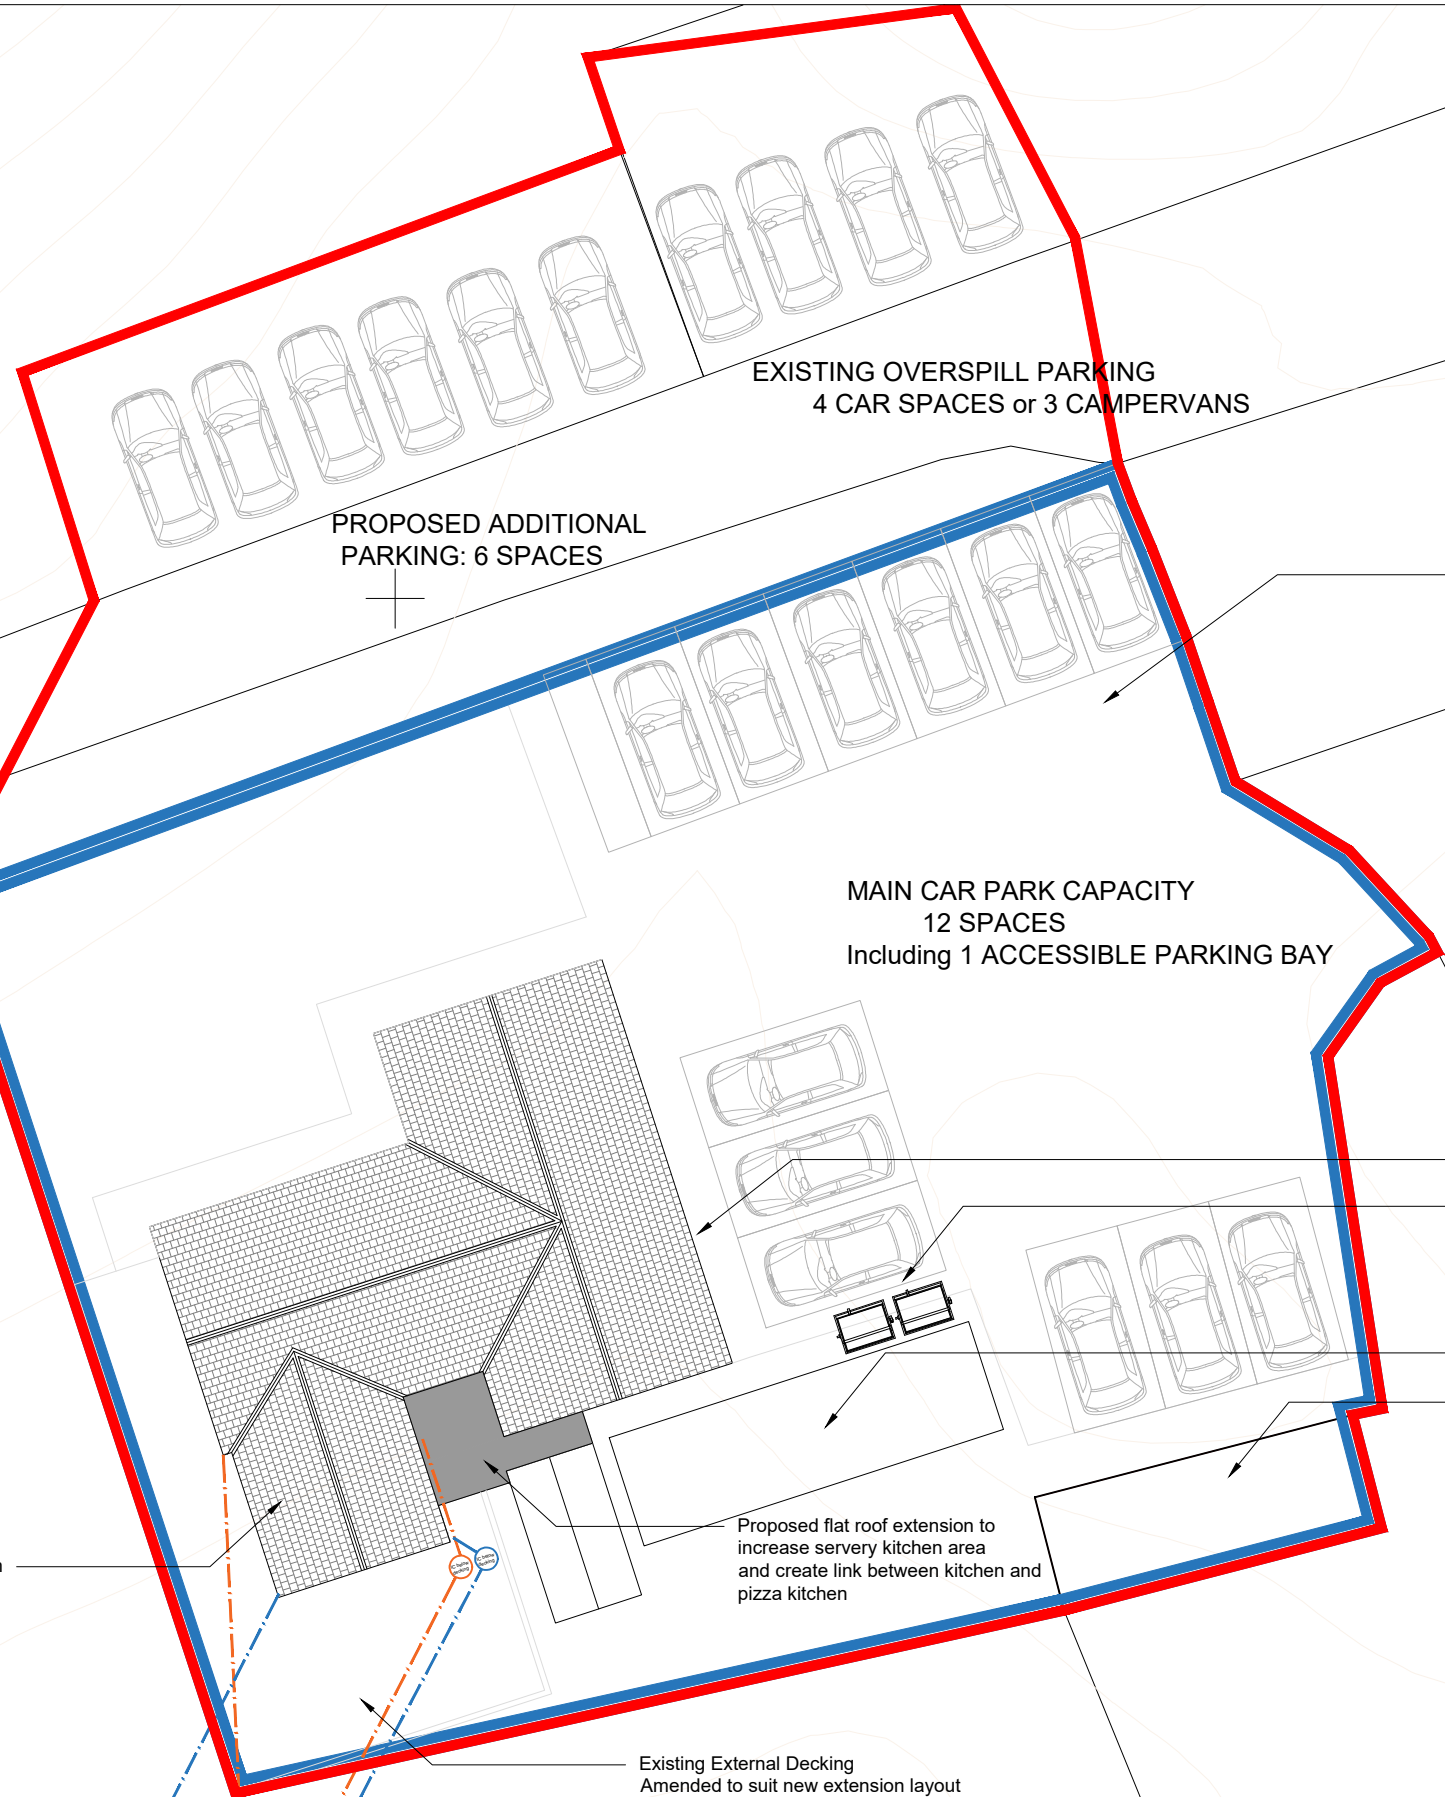 EXISTING OVERSPILL PARKING
4 CAR SPACES or 3 CAMPERVANS
PROPOSED ADDITIONAL
PARKING: 6 SPACES
MAIN CAR PARK CAPACITY
12 SPACES
Including 1 ACCESSIBLE PARKING BAY
Proposed flat roof extension to
increase servery kitchen area
and create link between kitchen and
pizza kitchen
Existing External Decking
Amended to suit new extension layout